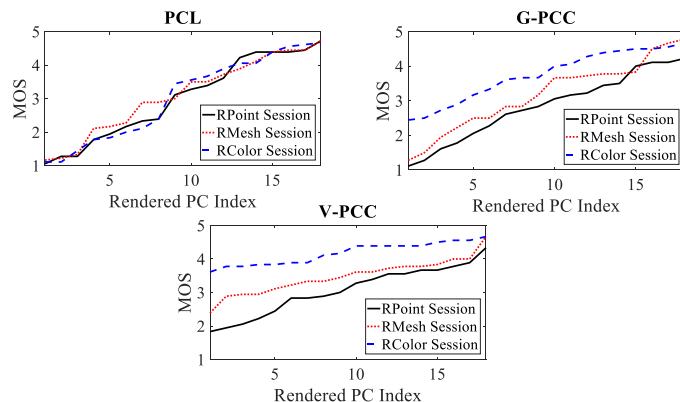 PCL
5
4
3
2
1
MOS
RPoint Session
RMesh Session
RColor Session
5
10
15
Rendered PC Index
G-PCC
5
4
3
2
1
MOS
RPoint Session
RMesh Session
RColor Session
5
10
15
Rendered PC Index
V-PCC
5
4
3
2
1
MOS
RPoint Session
RMesh Session
RColor Session
5
10
15
Rendered PC Index